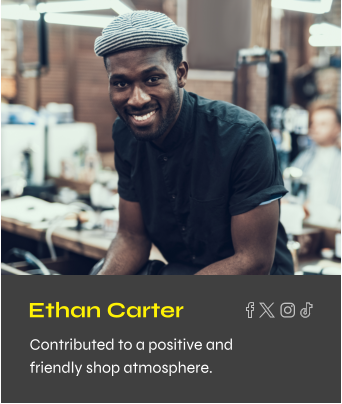 Ethan Carter
Contributed to a positive and
friendly shop atmosphere.